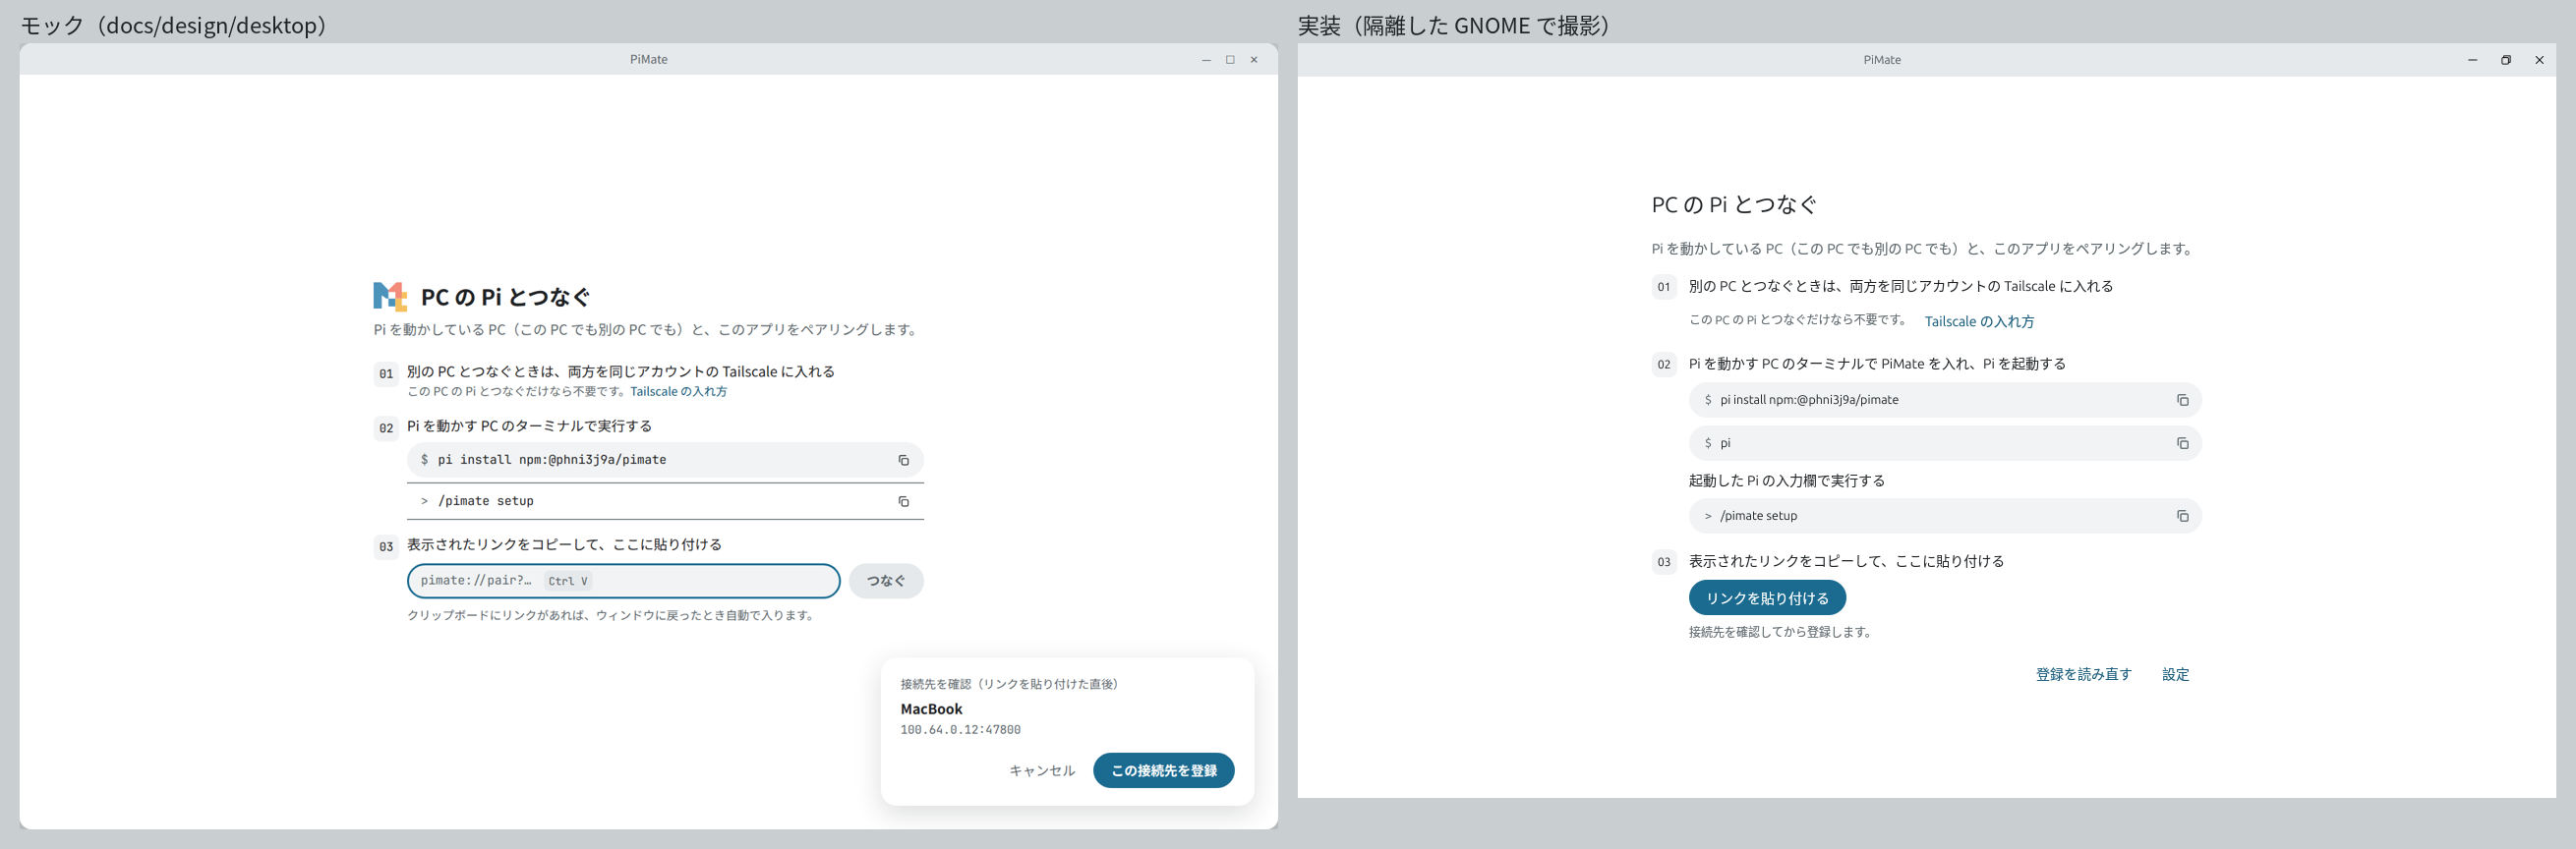 モック（docs/design/desktop）
PiMate
PC の Pi とつなぐ
Pi を動かしている PC（この PC でも別の PC でも）と、このアプリをペアリングします。
01 別の PC とつなぐときは、両方を同じアカウントの Tailscale に入れる
この PC の Pi とつなぐだけなら不要です。Tailscale の入れ方
02 Pi を動かす PC のターミナルで実行する
$ pi install npm:@phni3j9a/pimate
> /pimate setup
03 表示されたリンクをコピーして、ここに貼り付ける
pimate://pair?… Ctrl V つなぐ
クリップボードにリンクがあれば、ウィンドウに戻ったとき自動で入ります。
接続先を確認（リンクを貼り付けた直後）
MacBook
100.64.0.12:47800
キャンセル この接続先を登録
実装（隔離した GNOME で撮影）
PiMate
PC の Pi とつなぐ
Pi を動かしている PC（この PC でも別の PC でも）と、このアプリをペアリングします。
01 別の PC とつなぐときは、両方を同じアカウントの Tailscale に入れる
この PC の Pi とつなぐだけなら不要です。 Tailscale の入れ方
02 Pi を動かす PC のターミナルで PiMate を入れ、Pi を起動する
$ pi install npm:@phni3j9a/pimate
$ pi
起動した Pi の入力欄で実行する
> /pimate setup
03 表示されたリンクをコピーして、ここに貼り付ける
リンクを貼り付ける
接続先を確認してから登録します。
登録を読み直す 設定